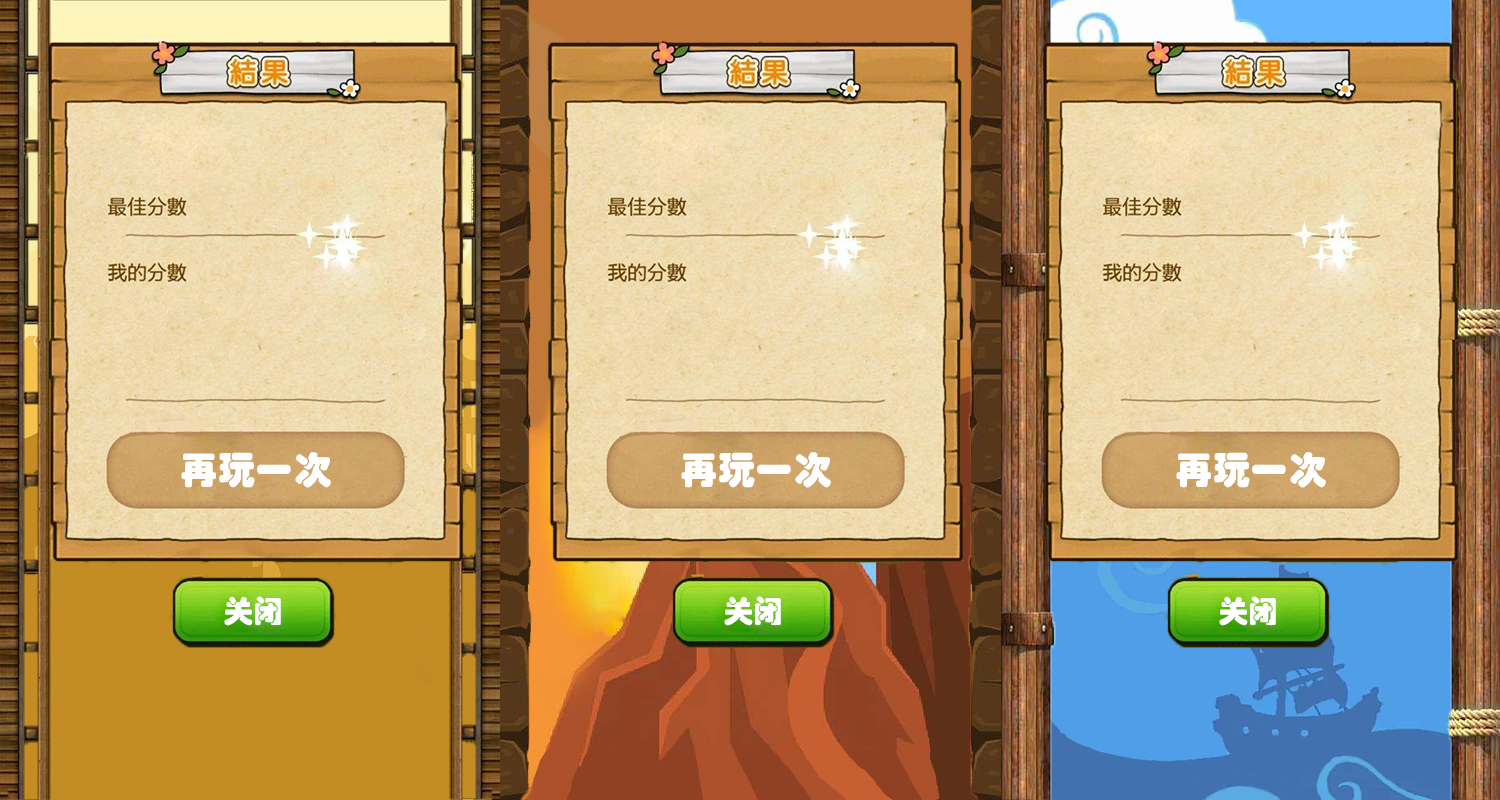 結果
最佳分數
我的分數
再玩一次
关闭
結果
最佳分數
我的分數
再玩一次
关闭
結果
最佳分數
我的分數
再玩一次
关闭